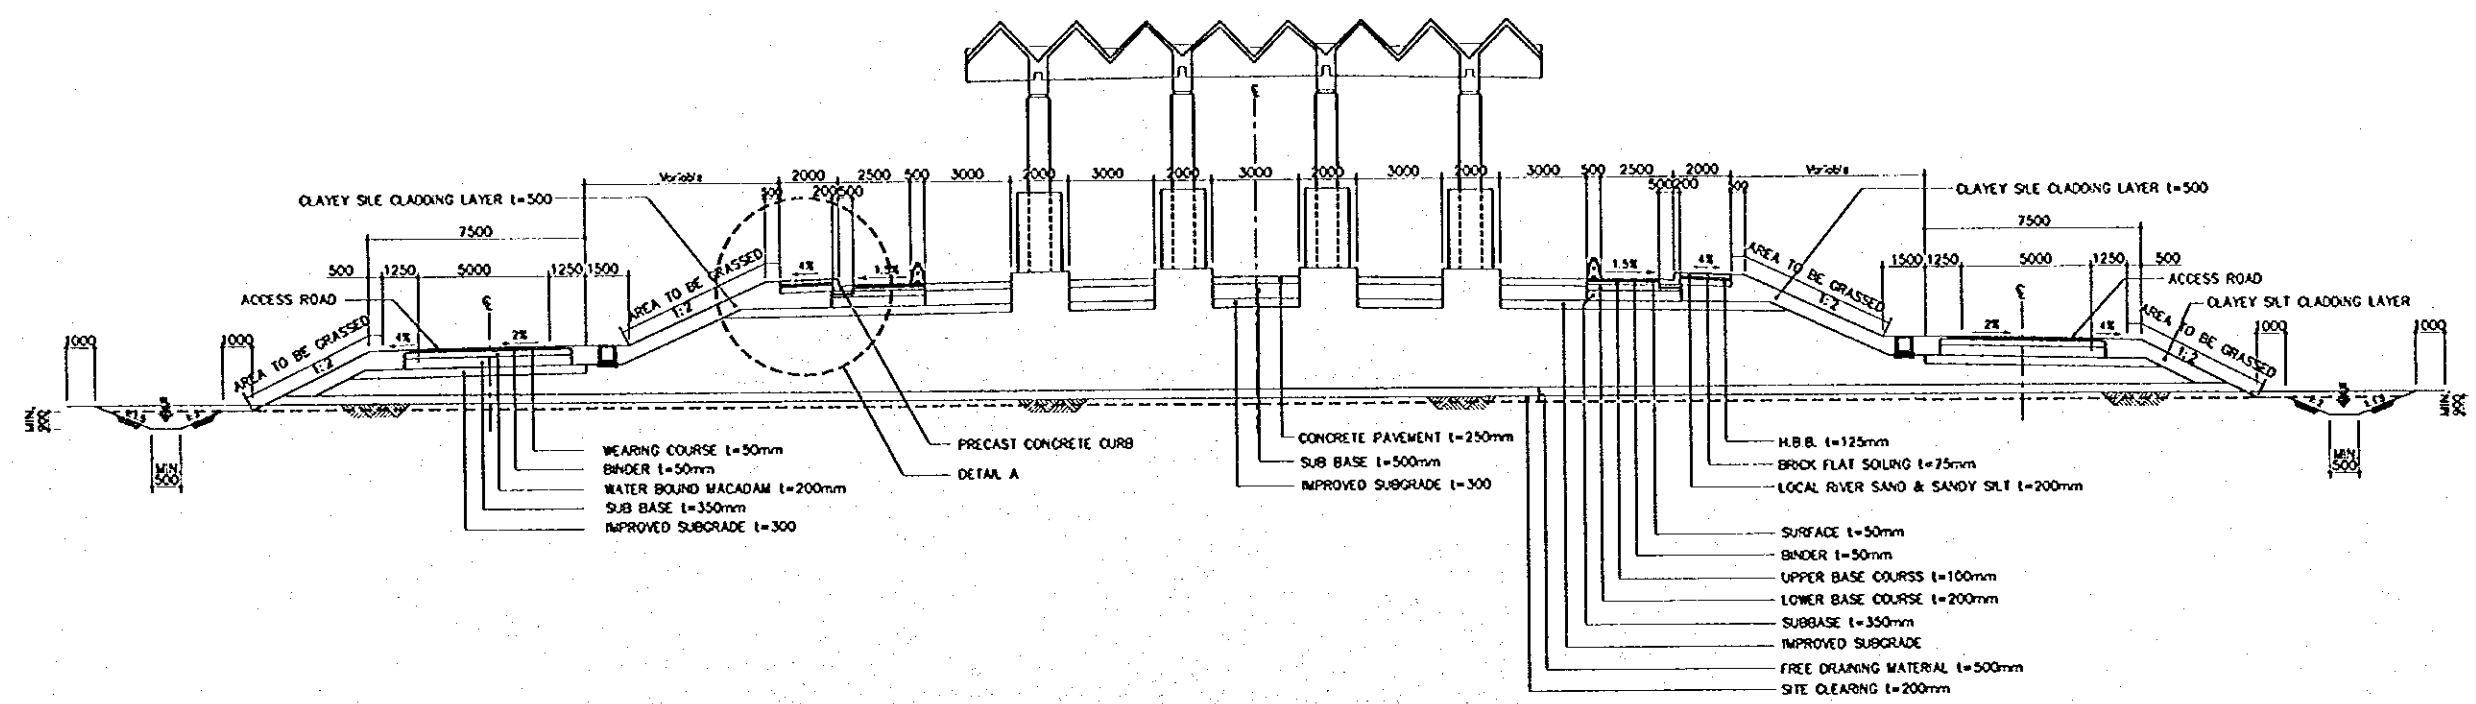 Variable 2000 2500 500 3000 2000 3000 2000 3000 2000 3000 2000 3000 500 2500 2000 Variable
500 200 500 500 200 500
CLAYEY SILE CLADDING LAYER t=500
CLAYEY SILE CLADDING LAYER t=500
7500
7500
500 1250 5000 1250 1500
1500 1250 5000 1250 500
4% 1.5%
1.5% 4%
ACCESS ROAD
ACCESS ROAD
CLAYEY SILT CLADDING LAYER
AREA TO BE GRASSED
1:2
AREA TO BE GRASSED
1:2
AREA TO BE GRASSED
1:2
AREA TO BE GRASSED
1:2
4% 2%
2% 4%
1000 1000
1000 1000
MIN. 200
MIN. 200
MIN. 500
MIN. 500
WEARING COURSE t=50mm
BINDER t=50mm
WATER BOUND MACADAM t=200mm
SUB BASE t=350mm
IMPROVED SUBGRADE t=300
PRECAST CONCRETE CURB
DETAIL A
CONCRETE PAVEMENT t=250mm
SUB BASE t=500mm
IMPROVED SUBGRADE t=300
H.B.B. t=125mm
BRICK FLAT SOILING t=75mm
LOCAL RIVER SAND & SANDY SILT t=200mm
SURFACE t=50mm
BINDER t=50mm
UPPER BASE COURSS t=100mm
LOWER BASE COURSE t=200mm
SUBBASE t=350mm
IMPROVED SUBGRADE
FREE DRAINING MATERIAL t=500mm
SITE CLEARING t=200mm